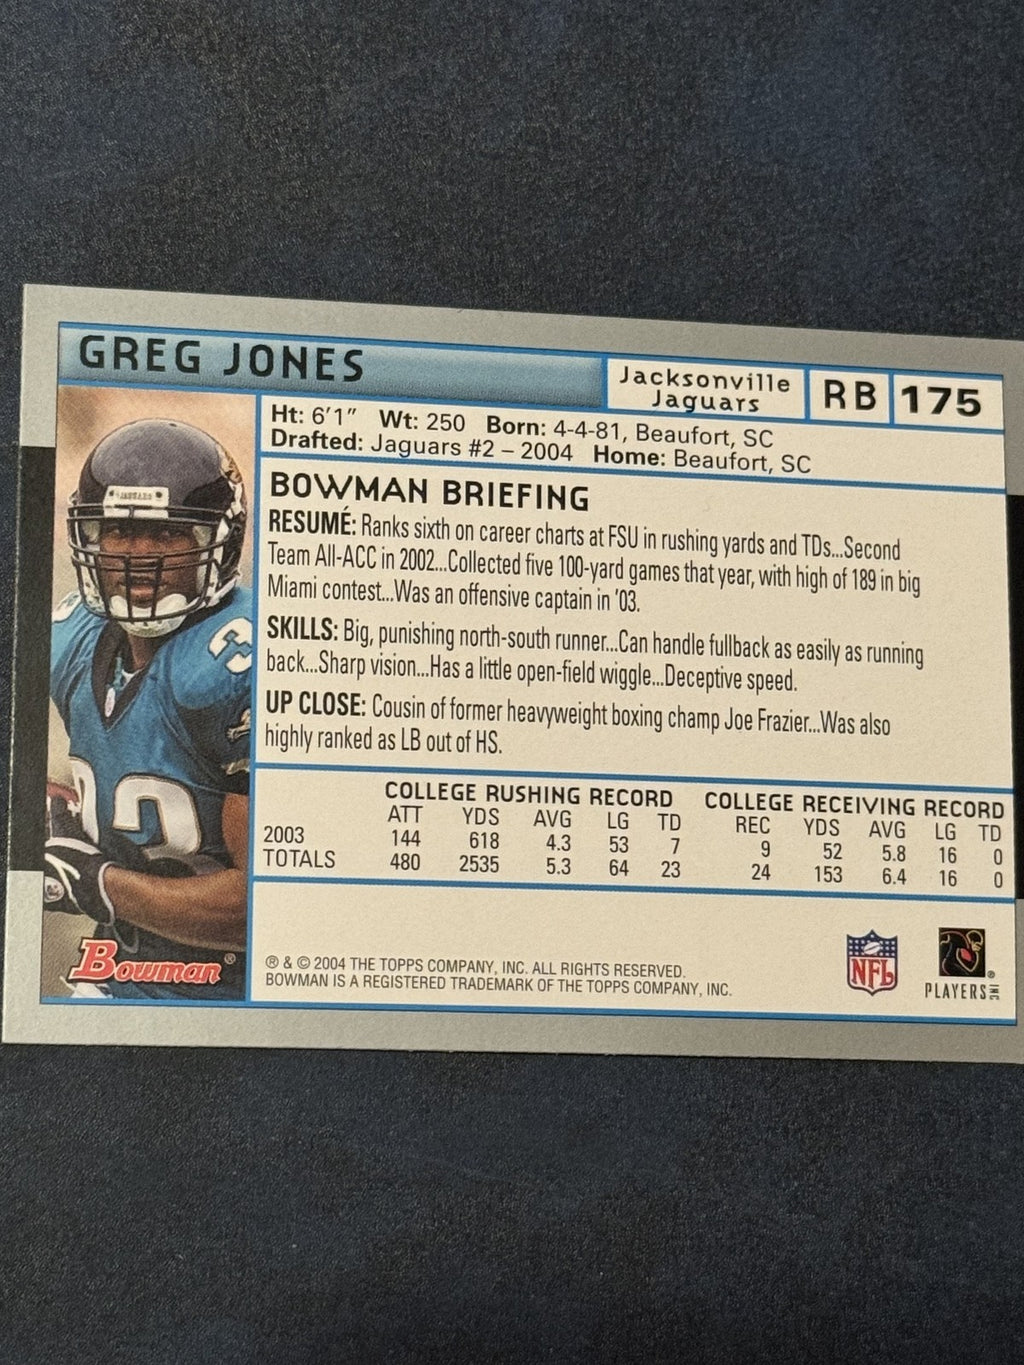 GREG JONES
Jacksonville
Jaguars
RB
175
Ht: 6'1" Wt: 250 Born: 4-4-81, Beaufort, SC
Drafted: Jaguars #2 – 2004 Home: Beaufort, SC
BOWMAN BRIEFING
RESUMÉ: Ranks sixth on career charts at FSU in rushing yards and TDs...Second
Team All-ACC in 2002...Collected five 100-yard games that year, with high of 189 in big
Miami contest...Was an offensive captain in '03.
SKILLS: Big, punishing north-south runner...Can handle fullback as easily as running
back...Sharp vision...Has a little open-field wiggle...Deceptive speed.
UP CLOSE: Cousin of former heavyweight boxing champ Joe Frazier...Was also
highly ranked as LB out of HS.
COLLEGE RUSHING RECORD COLLEGE RECEIVING RECORD
ATT YDS AVG LG TD REC YDS AVG LG TD
2003 144 618 4.3 53 7 9 52 5.8 16 0
TOTALS 480 2535 5.3 64 23 24 153 6.4 16 0
JAGUARS
33
Bowman®
® & © 2004 THE TOPPS COMPANY, INC. ALL RIGHTS RESERVED.
BOWMAN IS A REGISTERED TRADEMARK OF THE TOPPS COMPANY, INC.
NFL
PLAYERS INC ®